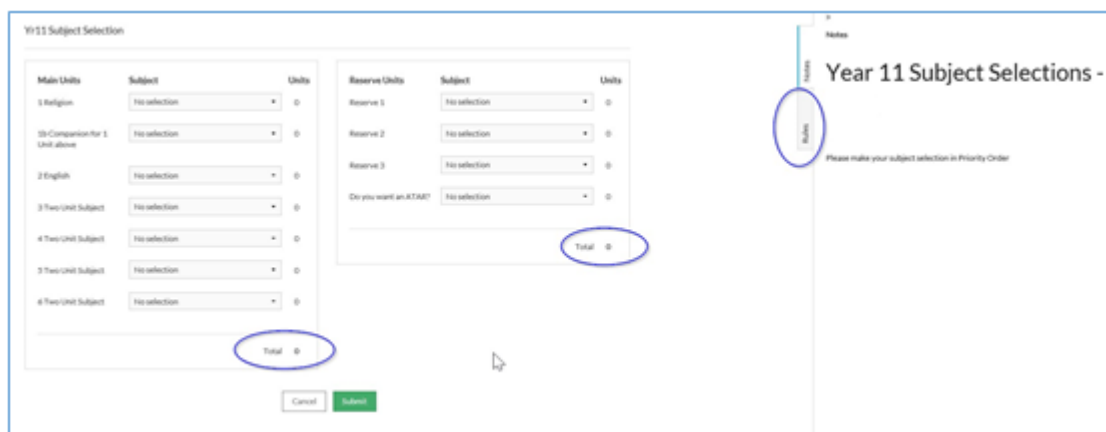 Yr11 Subject Selection
Main Units Subject Units
1 Religion No selection 0
1b Companion for 1
Unit above No selection 0
2 English No selection 0
3 Two Unit Subject No selection 0
4 Two Unit Subject No selection 0
5 Two Unit Subject No selection 0
6 Two Unit Subject No selection 0
Total 0
Reserve Units Subject Units
Reserve 1 No selection 0
Reserve 2 No selection 0
Reserve 3 No selection 0
Do you want an ATAR? No selection 0
Total 0
Cancel Submit
Notes
Rules
Notes
Year 11 Subject Selections -
Please make your subject selection in Priority Order